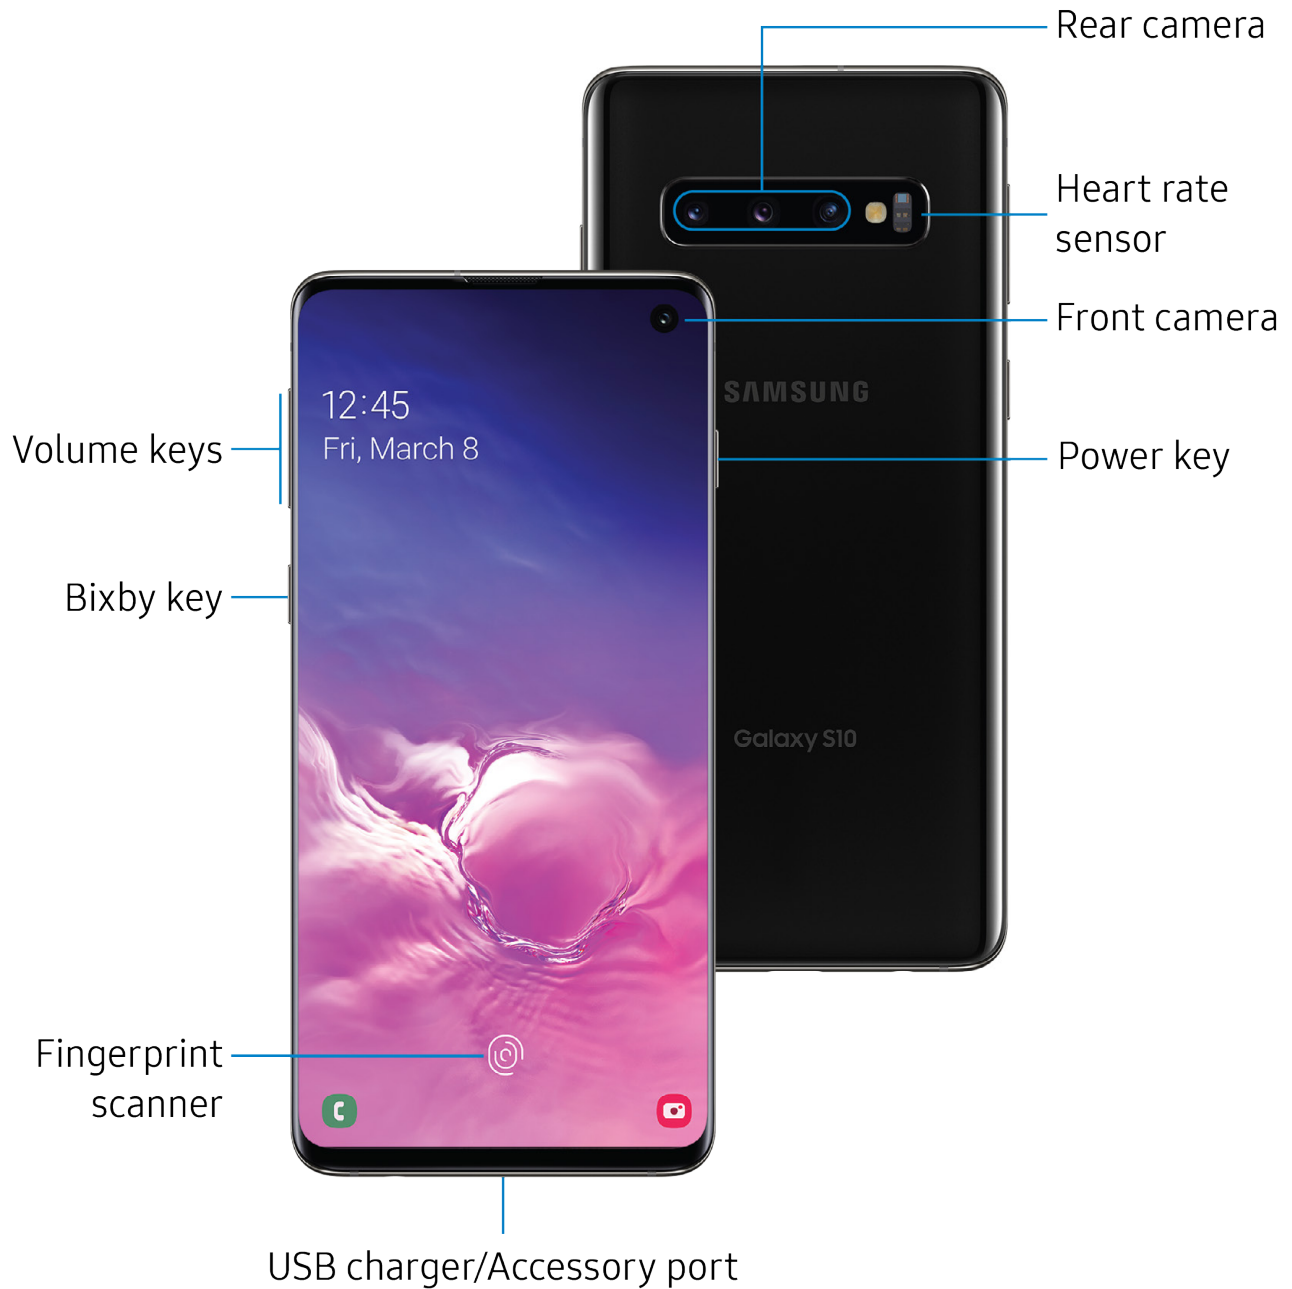 Rear camera
Heart rate
sensor
Front camera
SAMSUNG
12:45
Fri, March 8
Volume keys
Power key
Bixby key
Galaxy S10
Fingerprint
scanner
USB charger/Accessory port